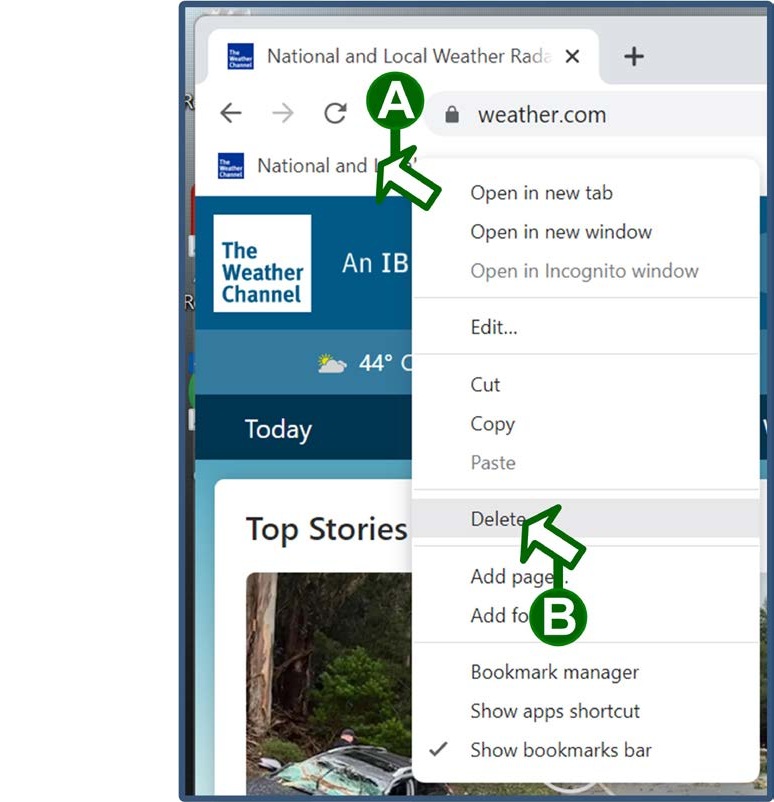 The
Weather
Channel
National and Local Weather Rada
A
weather.com
The
Weather
Channel
National and
Open in new tab
Open in new window
Open in Incognito window
Edit...
Cut
Copy
Paste
Delete
Add page...
Add
B
Bookmark manager
Show apps shortcut
Show bookmarks bar
The
Weather
Channel
An IB
44°
Today
Top Stories